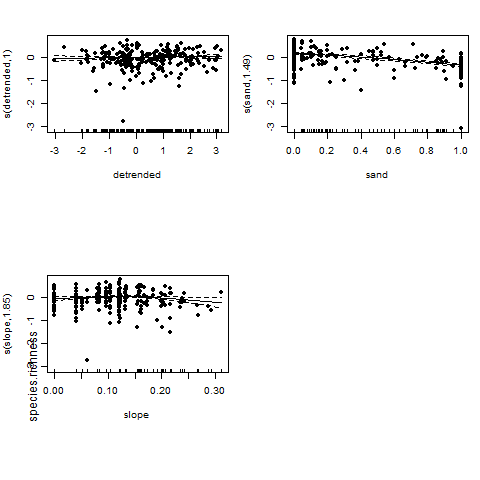 s(detrended,1)
0
-1
-2
-3
-3 -2 -1 0 1 2 3
detrended
s(sand,1.49)
0
-1
-2
-3
0.0 0.2 0.4 0.6 0.8 1.0
sand
s(slope,1.85)
species.richness
0
-1
0.00 0.10 0.20 0.30
slope